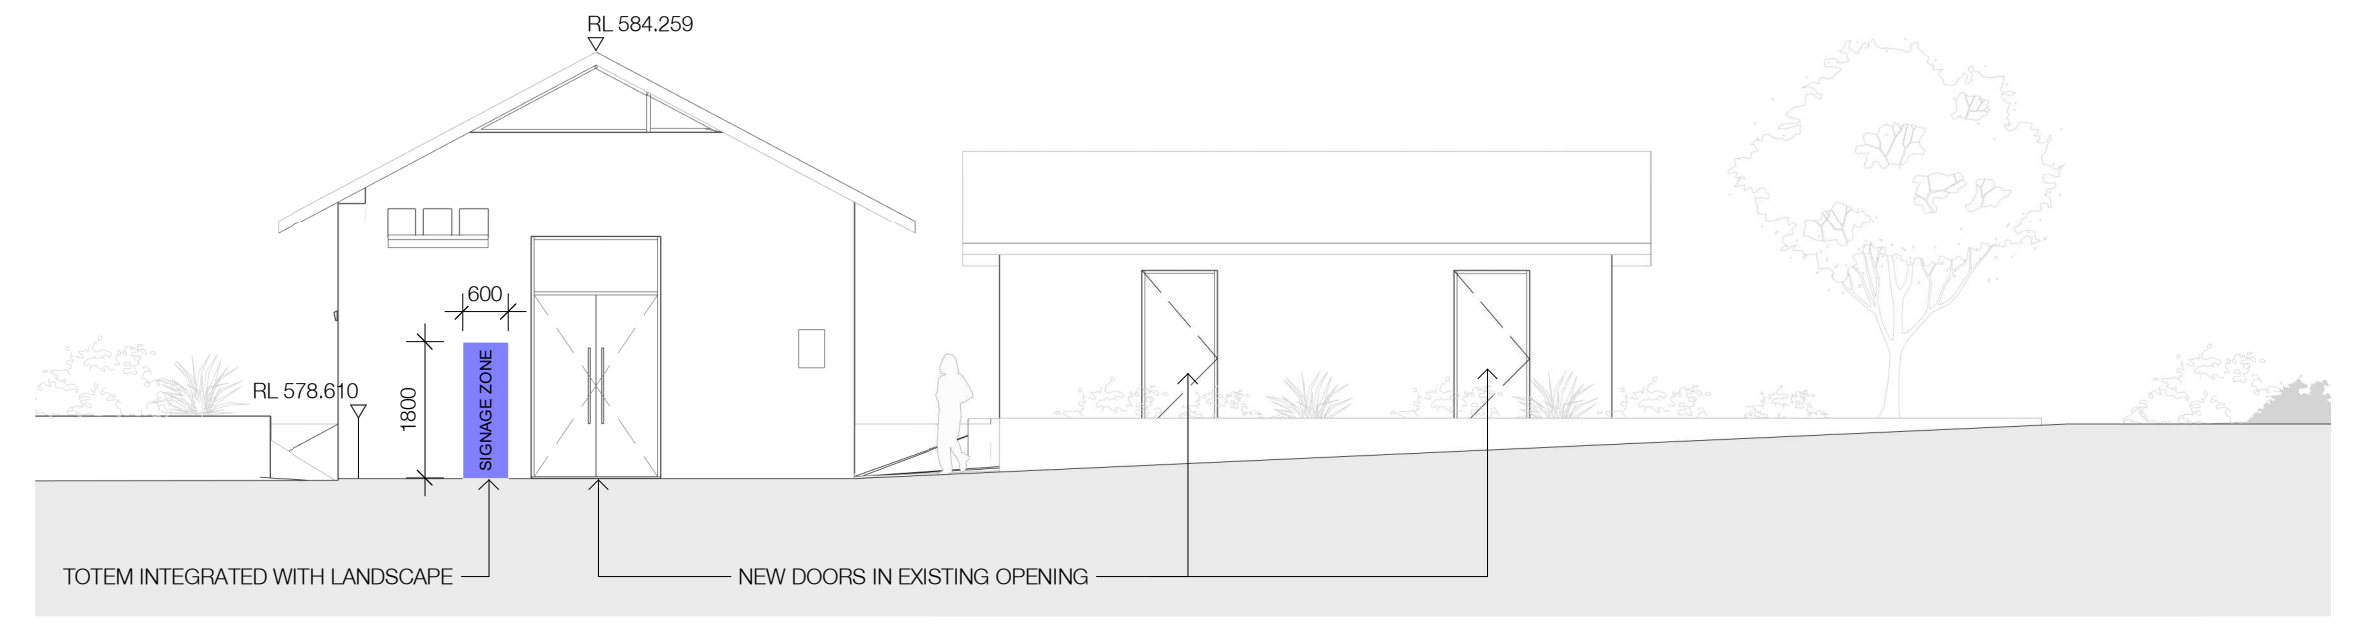 RL 584.259
600
SIGNAGE ZONE
RL 578.610
1800
TOTEM INTEGRATED WITH LANDSCAPE
NEW DOORS IN EXISTING OPENING